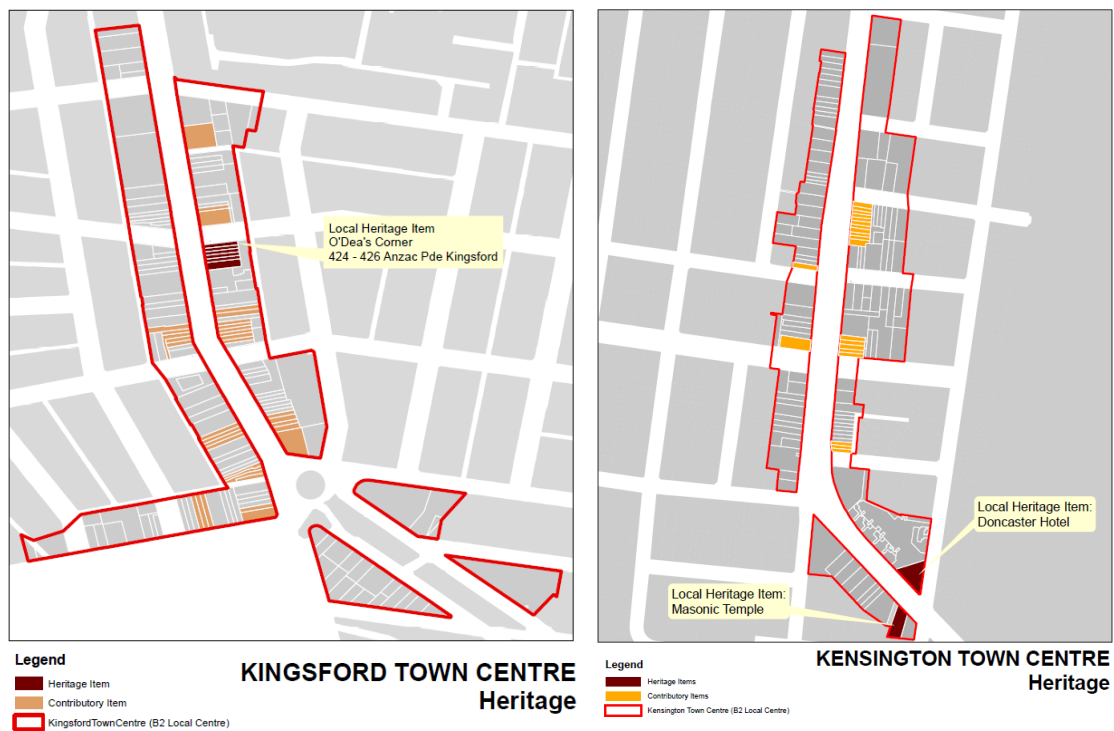 Local Heritage Item
O'Dea's Corner
424 - 426 Anzac Pde Kingsford
Legend
Heritage Item
Contributory Item
KingsfordTownCentre (B2 Local Centre)
KINGSFORD TOWN CENTRE
Heritage
Local Heritage Item:
Doncaster Hotel
Local Heritage Item:
Masonic Temple
Legend
Heritage Items
Contributory Items
Kensington Town Centre (B2 Local Centre)
KENSINGTON TOWN CENTRE
Heritage